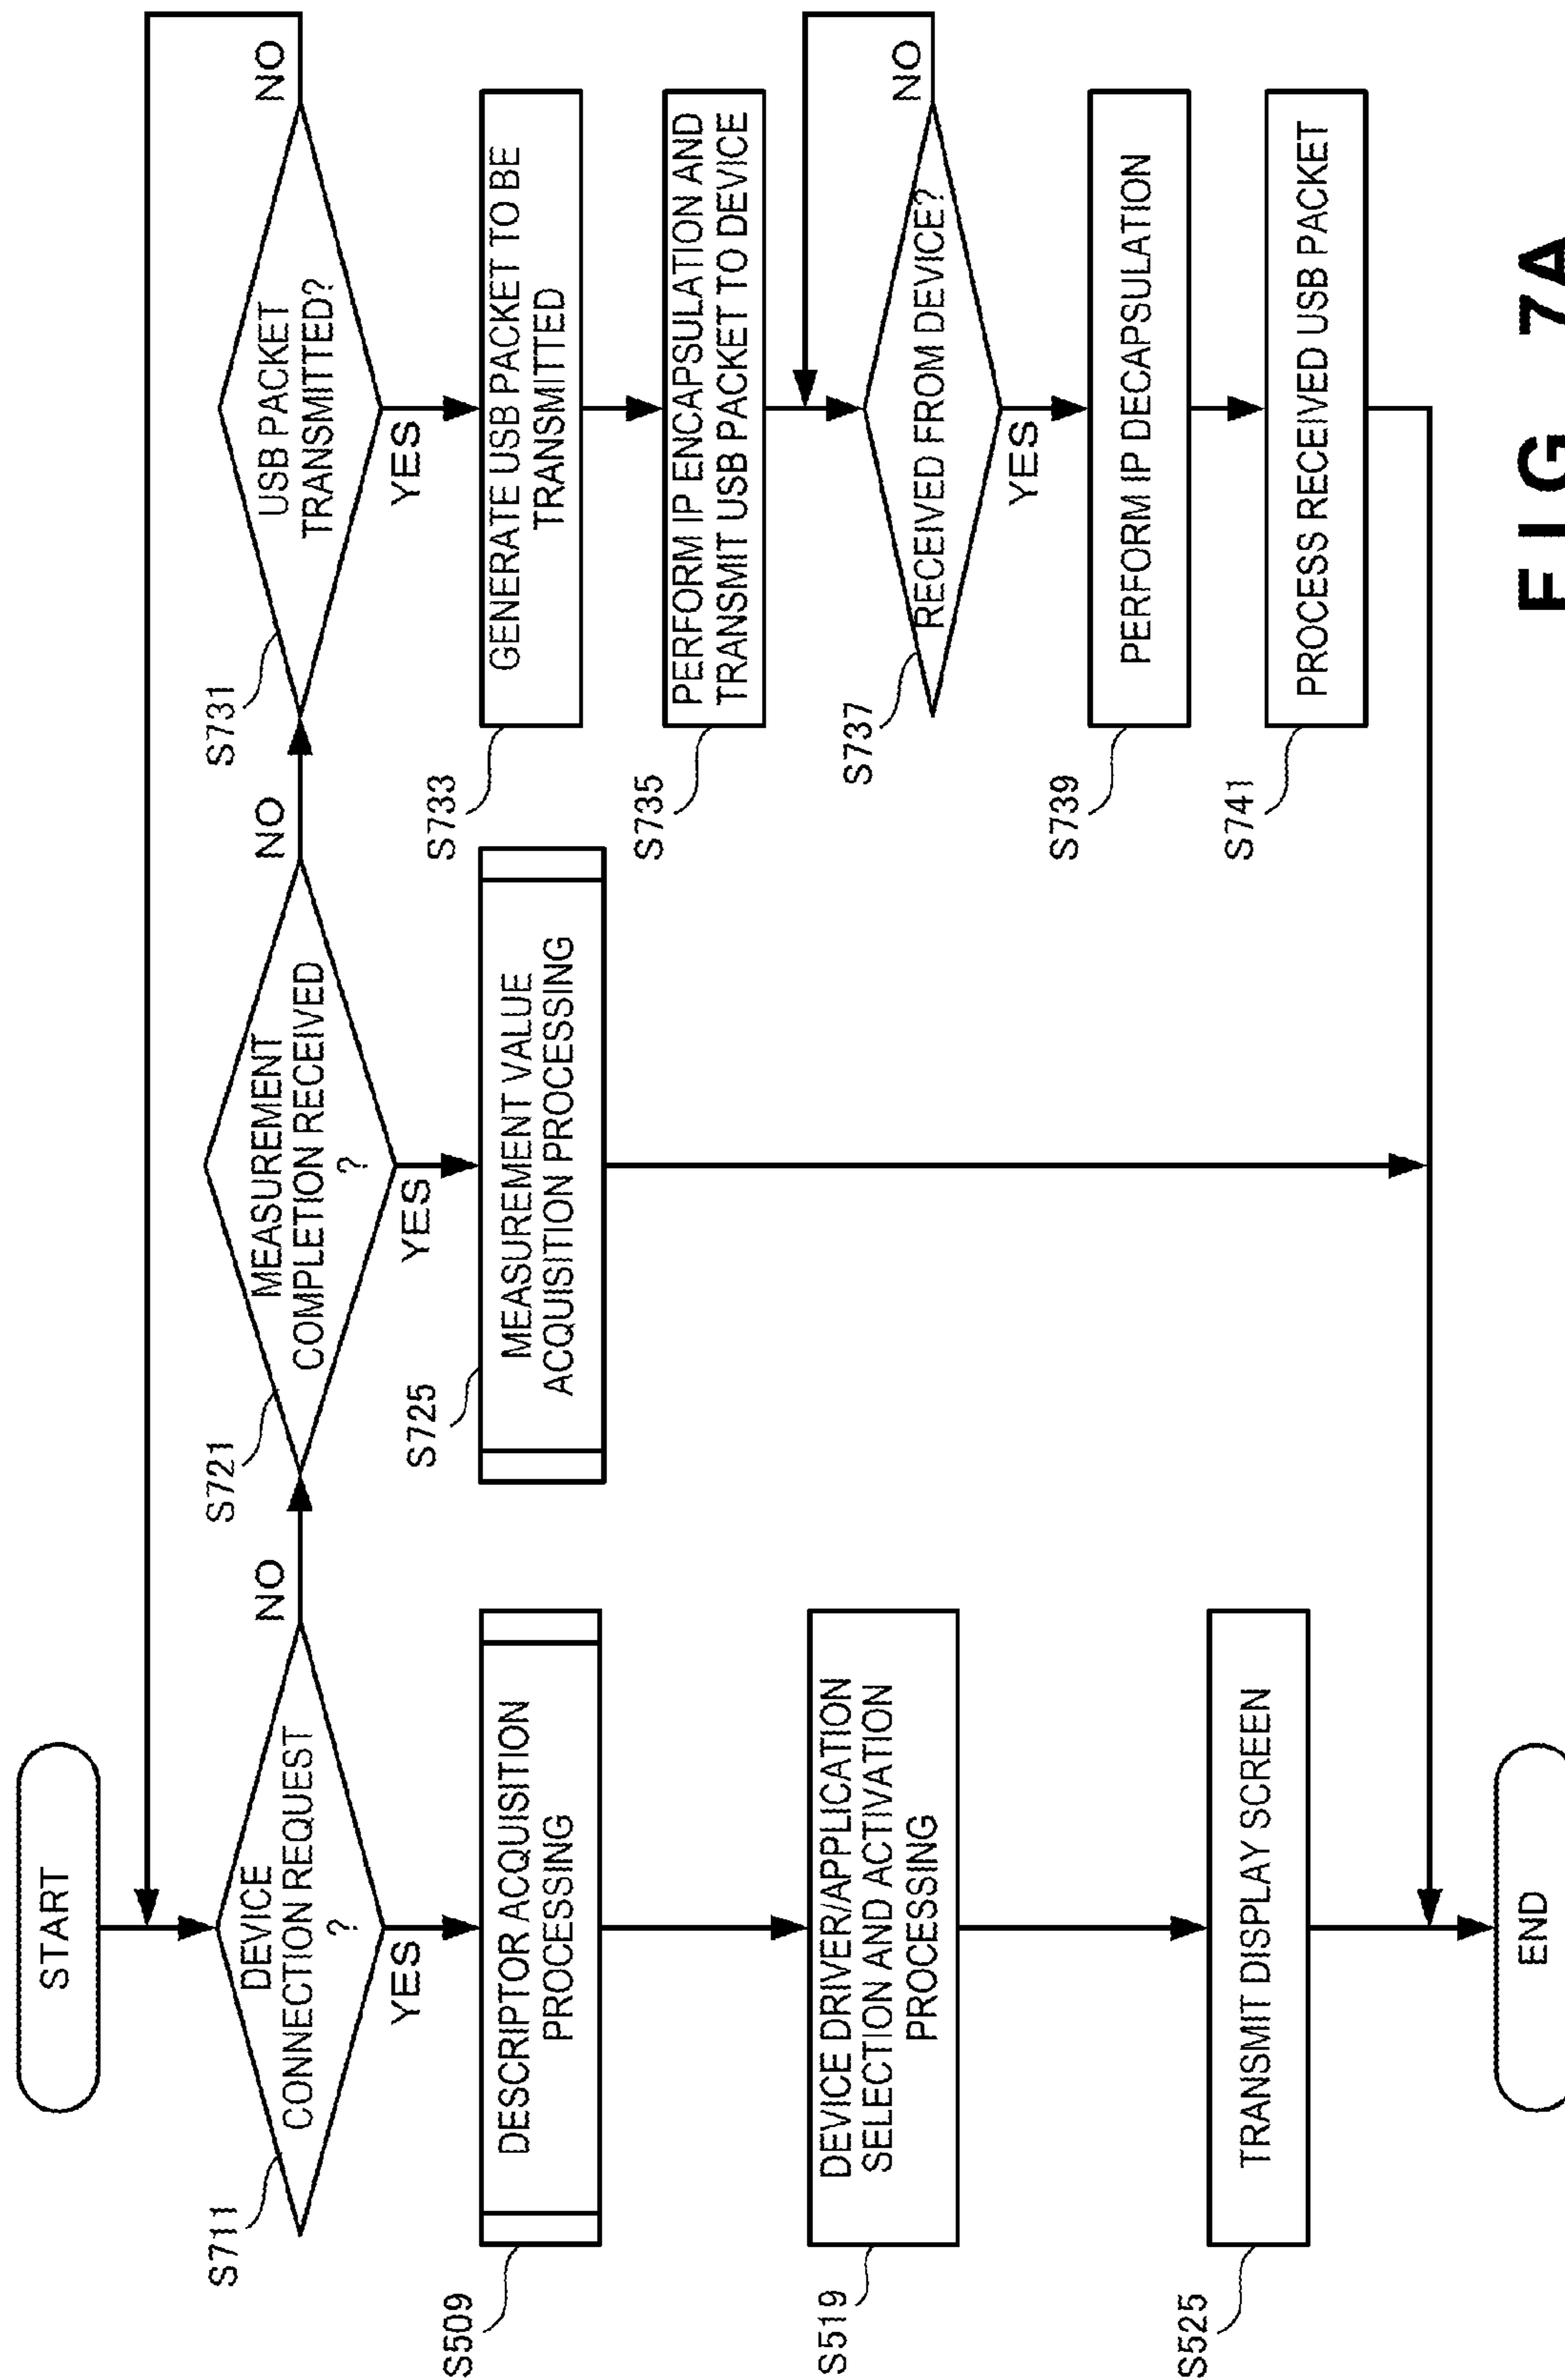 START
S711
DEVICE
CONNECTION REQUEST
?
NO
YES
S509
DESCRIPTOR ACQUISITION
PROCESSING
S519
DEVICE DRIVER/APPLICATION
SELECTION AND ACTIVATION
PROCESSING
S525
TRANSMIT DISPLAY SCREEN
END
S721
MEASUREMENT
COMPLETION RECEIVED
?
NO
YES
S725
MEASUREMENT VALUE
ACQUISITION PROCESSING
S731
USB PACKET
TRANSMITTED?
NO
YES
S733
GENERATE USB PACKET TO BE
TRANSMITTED
S735
PERFORM IP ENCAPSULATION AND
TRANSMIT USB PACKET TO DEVICE
S737
RECEIVED FROM DEVICE?
NO
YES
S739
PERFORM IP DECAPSULATION
S741
PROCESS RECEIVED USB PACKET
FIG 7A